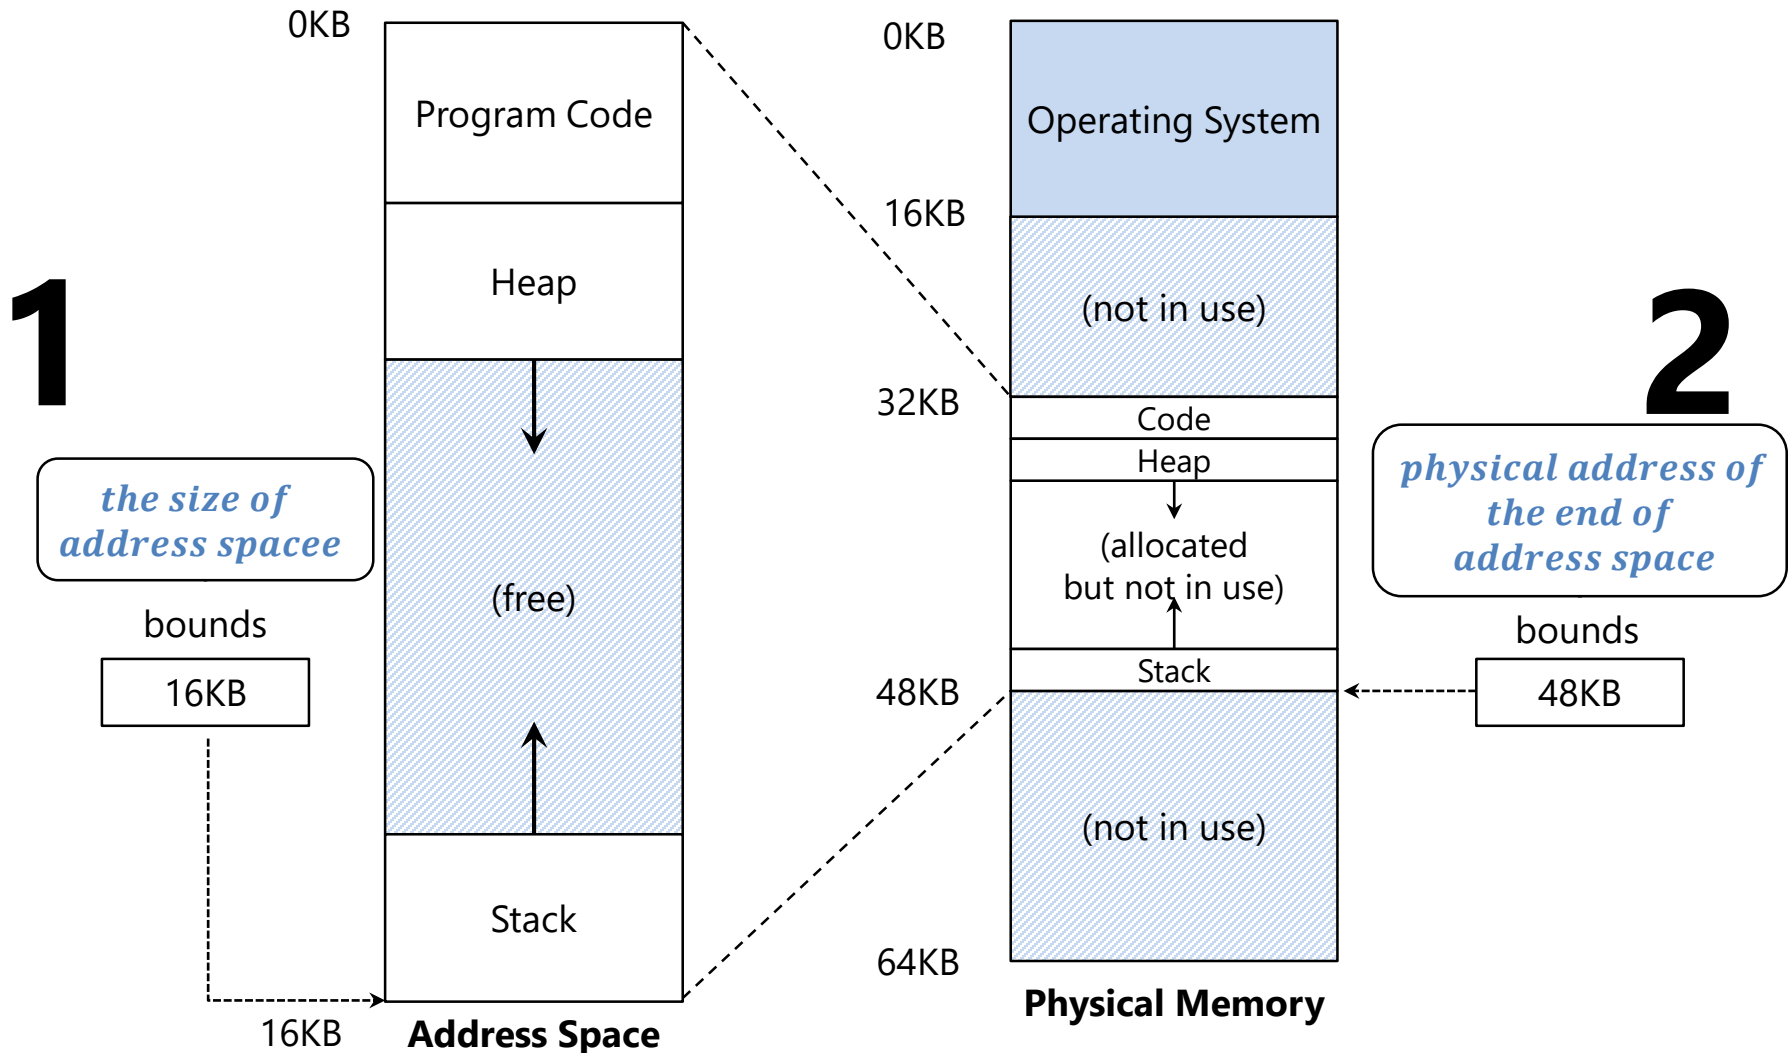 0KB
Program Code
Heap
(free)
Stack
16KB
Address Space
1
the size of
address spacee
bounds
16KB
0KB
Operating System
16KB
(not in use)
32KB
Code
Heap
(allocated
but not in use)
Stack
48KB
(not in use)
64KB
Physical Memory
2
physical address of
the end of
address space
bounds
48KB